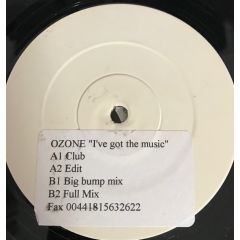 OZONE "I've got the music"
A1 Club
A2 Edit
B1 Big bump mix
B2 Full Mix
Fax 00441815632622